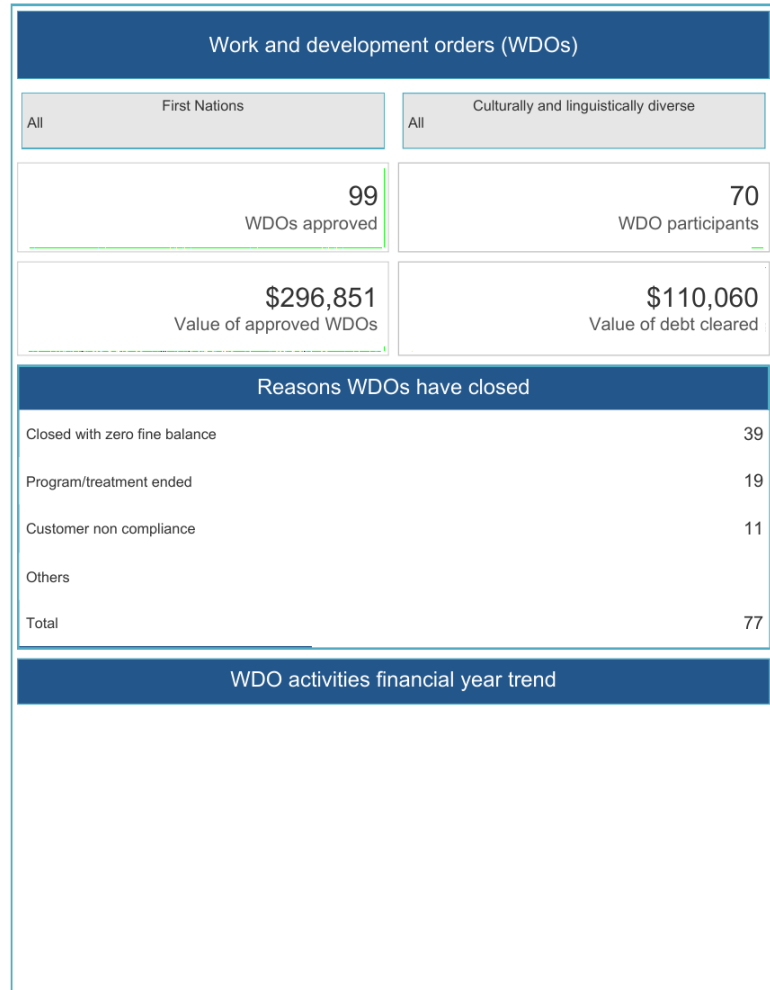 Work and development orders (WDOs)
First Nations
All
Culturally and linguistically diverse
All
99
WDOs approved
70
WDO participants
$296,851
Value of approved WDOs
$110,060
Value of debt cleared
Reasons WDOs have closed
Closed with zero fine balance 39
Program/treatment ended 19
Customer non compliance 11
Others
Total 77
WDO activities financial year trend